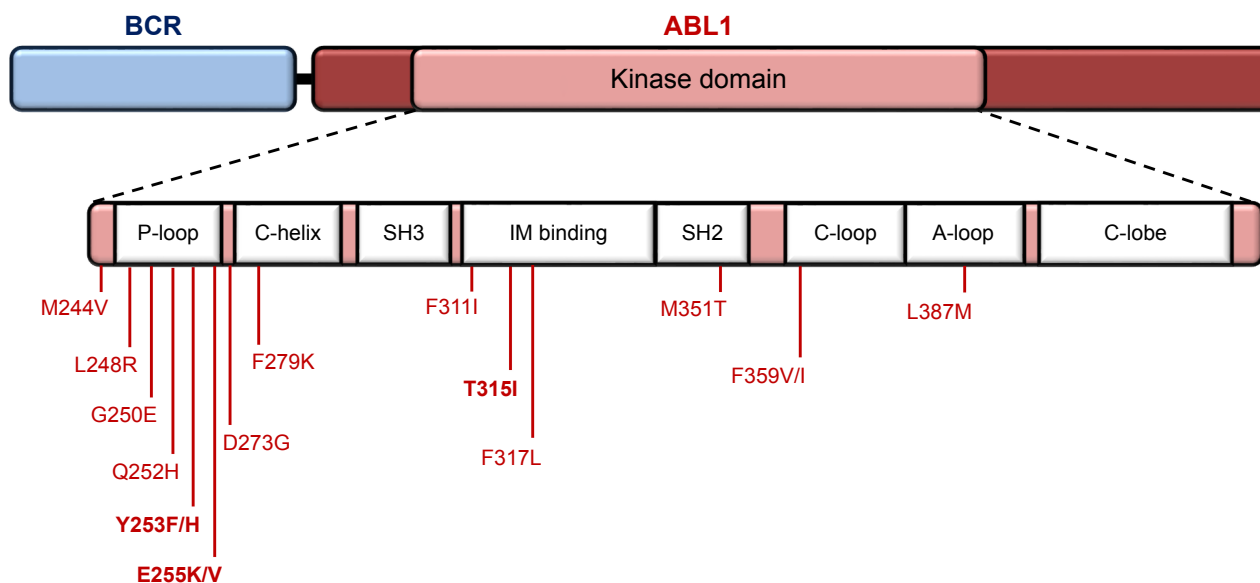 BCR
ABL1
Kinase domain
P-loop
C-helix
SH3
IM binding
SH2
C-loop
A-loop
C-lobe
M244V
L248R
G250E
Q252H
Y253F/H
E255K/V
D273G
F279K
F311I
T315I
F317L
M351T
F359V/I
L387M